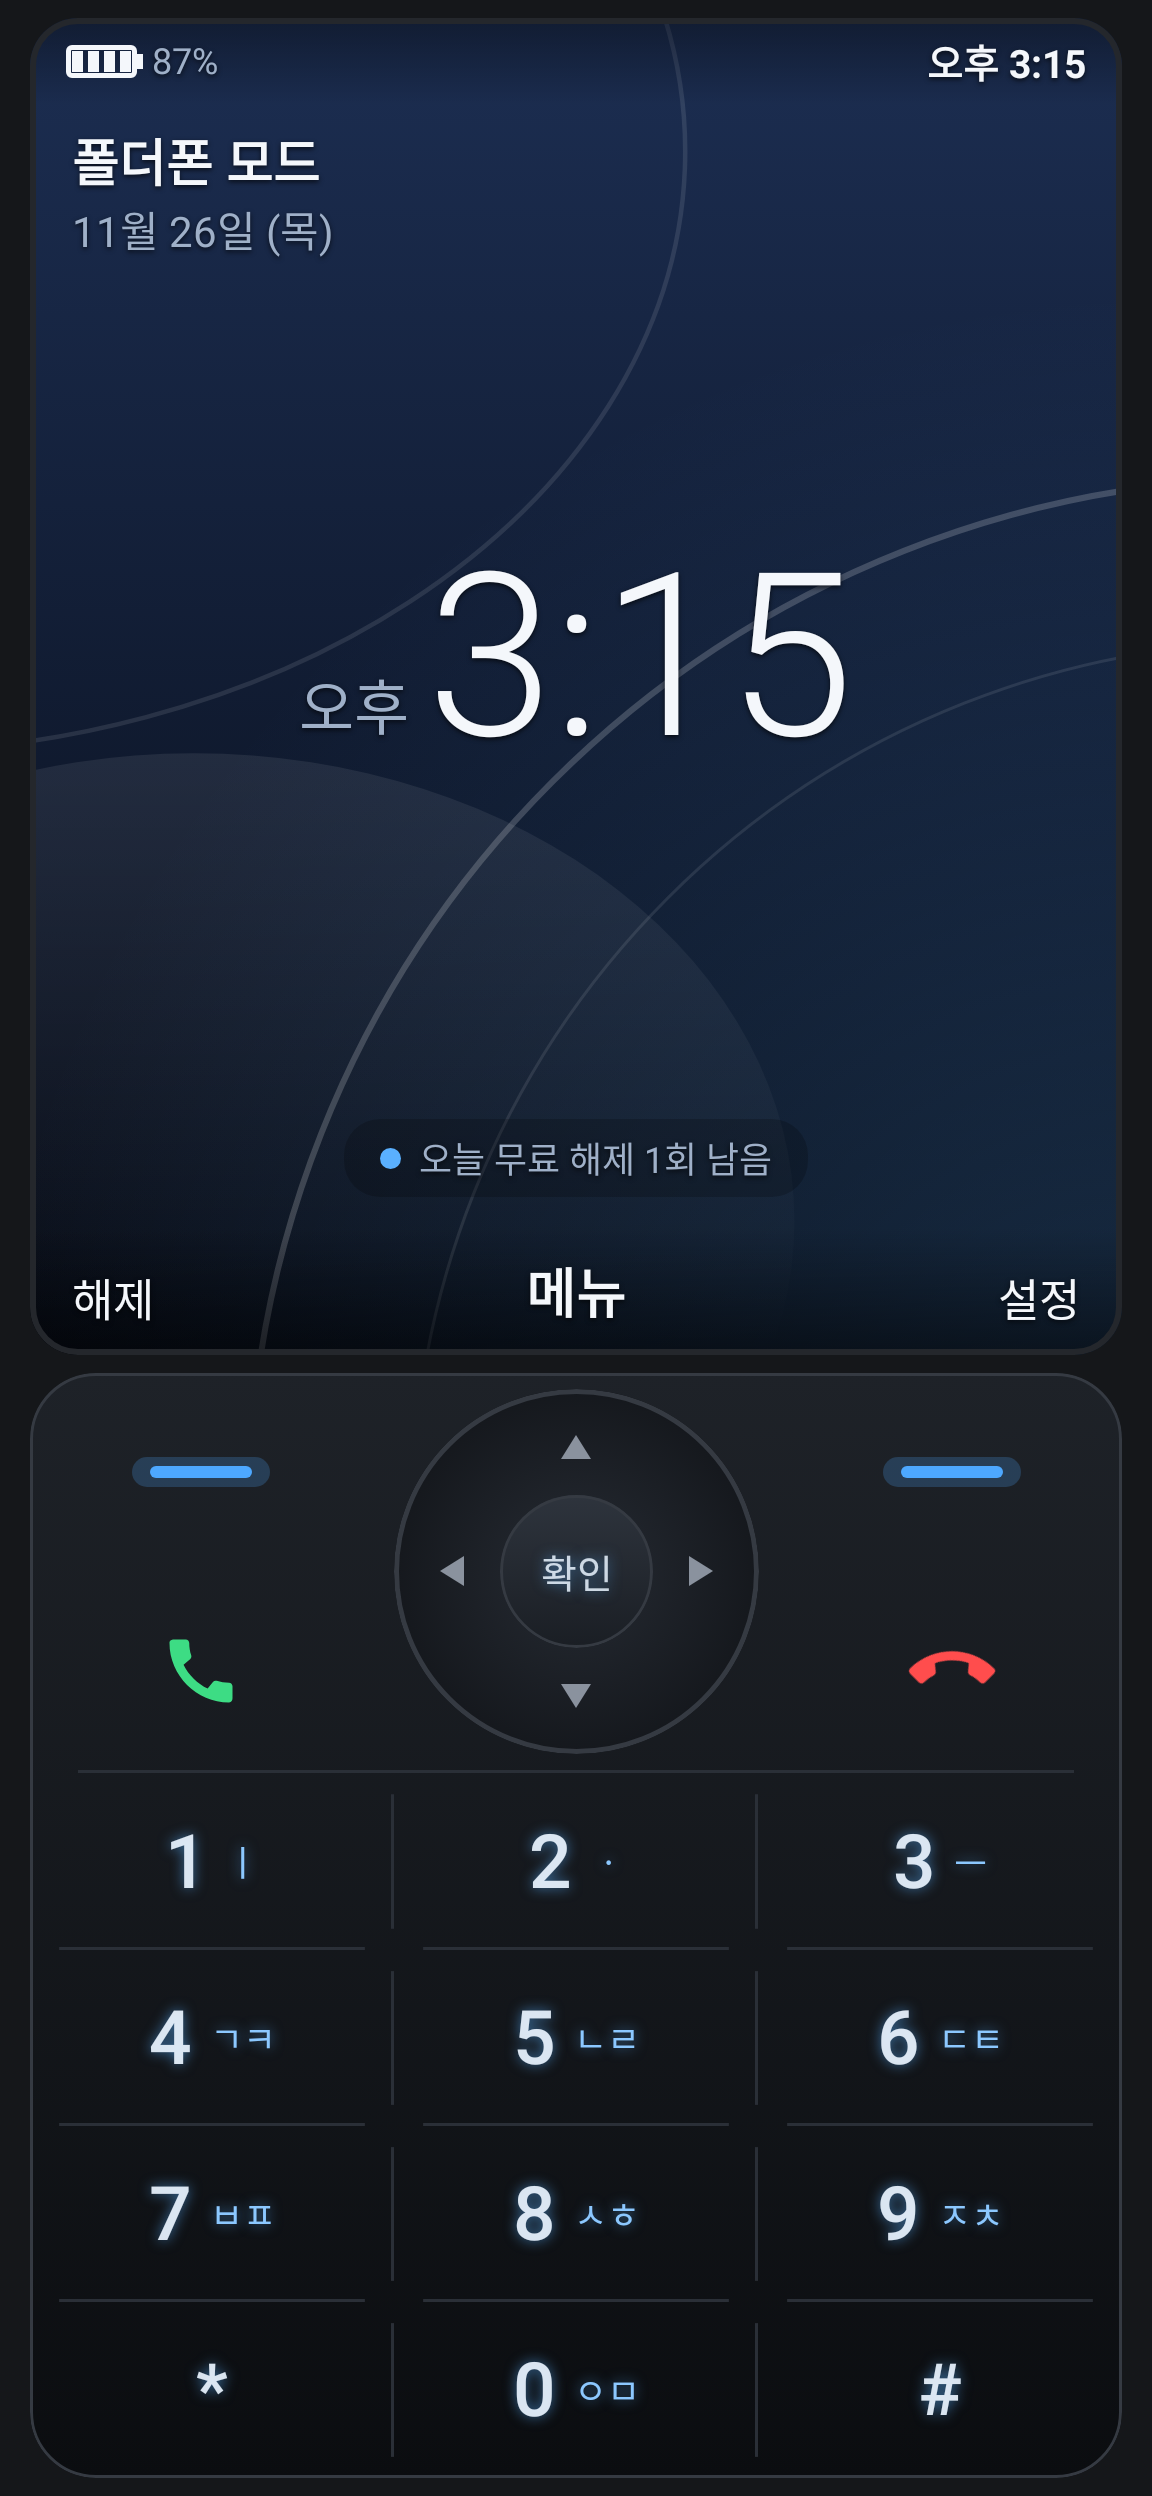 87%
오후 3:15
폴더폰 모드
11월 26일 (목)
오후 3:15
오늘 무료 해제 1회 남음
해제 메뉴 설정
확인
1 ㅣ 2 · 3 ㅡ
4 ㄱㅋ 5 ㄴㄹ 6 ㄷㅌ
7 ㅂㅍ 8 ㅅㅎ 9 ㅈㅊ
* 0 ㅇㅁ #